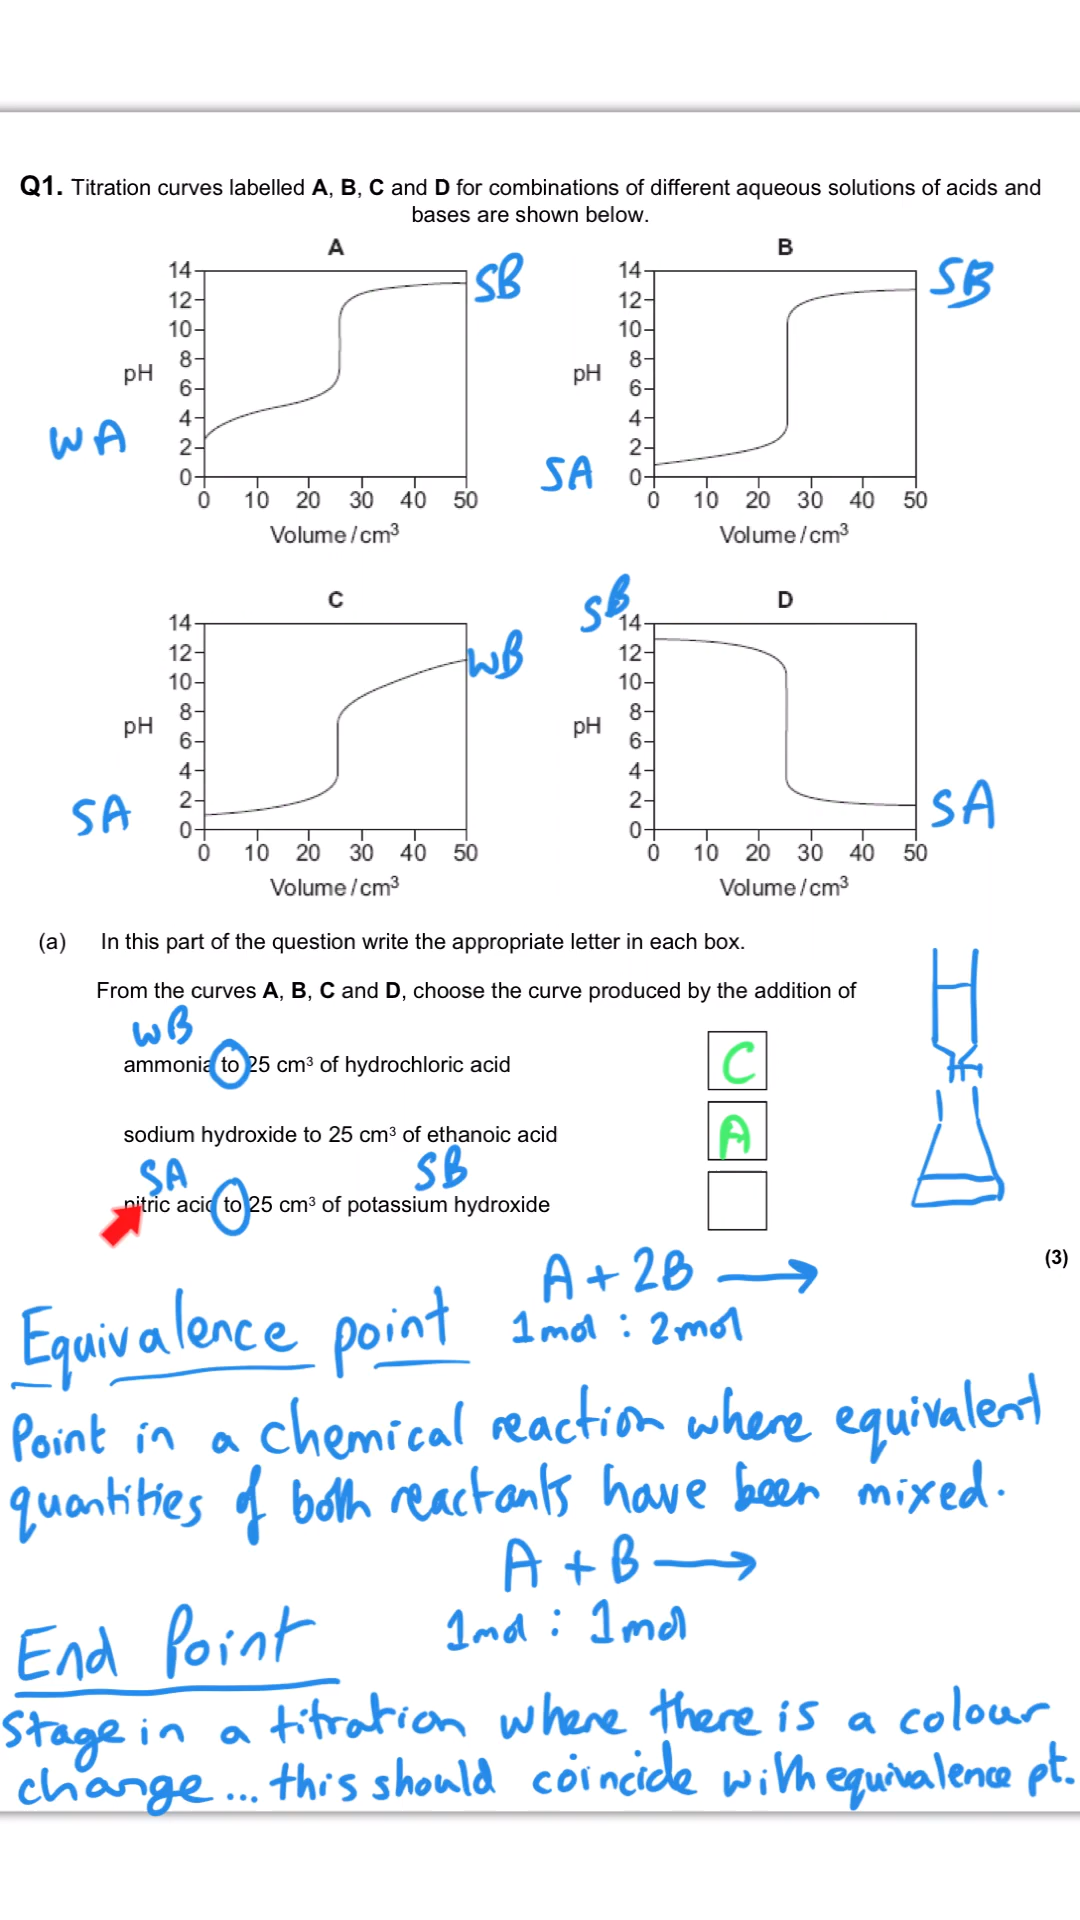 Q1. Titration curves labelled A, B, C and D for combinations of different aqueous solutions of acids and
bases are shown below.
A
14
12
10
8
6
4
2
0
pH
0 10 20 30 40 50
Volume / cm³
WA
SB
B
14
12
10
8
6
4
2
0
pH
0 10 20 30 40 50
Volume / cm³
SA
SB
C
14
12
10
8
6
4
2
0
pH
0 10 20 30 40 50
Volume / cm³
SA
WB
D
14
12
10
8
6
4
2
0
pH
0 10 20 30 40 50
Volume / cm³
SB
SA
(a) In this part of the question write the appropriate letter in each box.
From the curves A, B, C and D, choose the curve produced by the addition of
WB
ammonia to 25 cm³ of hydrochloric acid C
sodium hydroxide to 25 cm³ of ethanoic acid A
SA SB
nitric acid to 25 cm³ of potassium hydroxide
(3)
A + 2B →
Equivalence point 1mol : 2mol
Point in a chemical reaction where equivalent
quantities of both reactants have been mixed.
A + B →
End Point 1mol : 1mol
stage in a titration where there is a colour
change... this should coincide with equivalence pt.